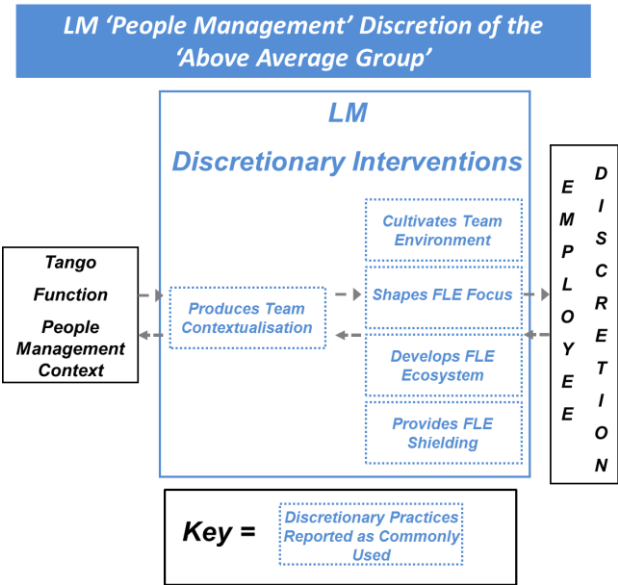 LM ‘People Management’ Discretion of the
‘Above Average Group’
LM
Discretionary Interventions
Tango
Function
People
Management
Context
Produces Team
Contextualisation
Cultivates Team
Environment
Shapes FLE Focus
Develops FLE
Ecosystem
Provides FLE
Shielding
EMPLOYEE
DISCRETION
Key =
Discretionary Practices
Reported as Commonly
Used